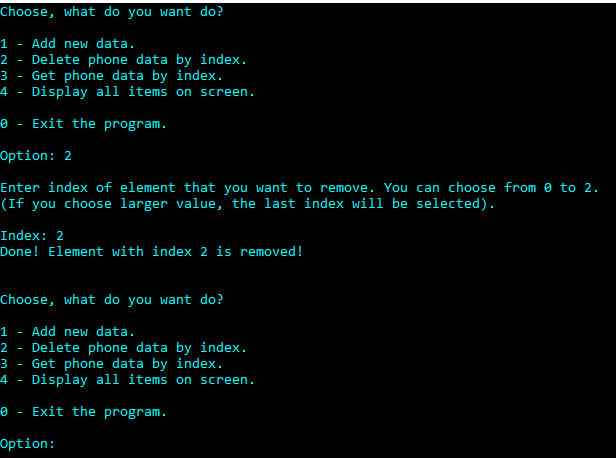 Choose, what do you want do?
1 - Add new data.
2 - Delete phone data by index.
3 - Get phone data by index.
4 - Display all items on screen.
0 - Exit the program.
Option: 2
Enter index of element that you want to remove. You can choose from 0 to 2.
(If you choose larger value, the last index will be selected).
Index: 2
Done! Element with index 2 is removed!
Choose, what do you want do?
1 - Add new data.
2 - Delete phone data by index.
3 - Get phone data by index.
4 - Display all items on screen.
0 - Exit the program.
Option: